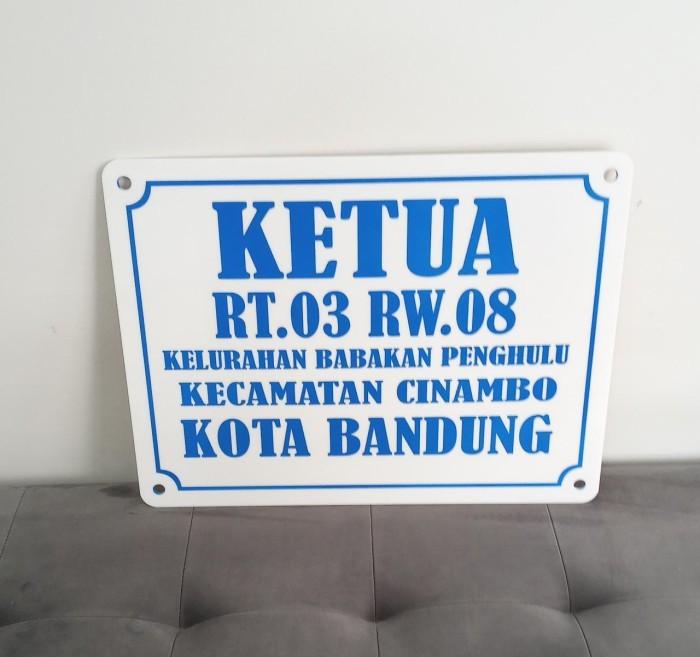 KETUA
RT.03 RW.08
KELURAHAN BABAKAN PENGHULU
KECAMATAN CINAMBO
KOTA BANDUNG